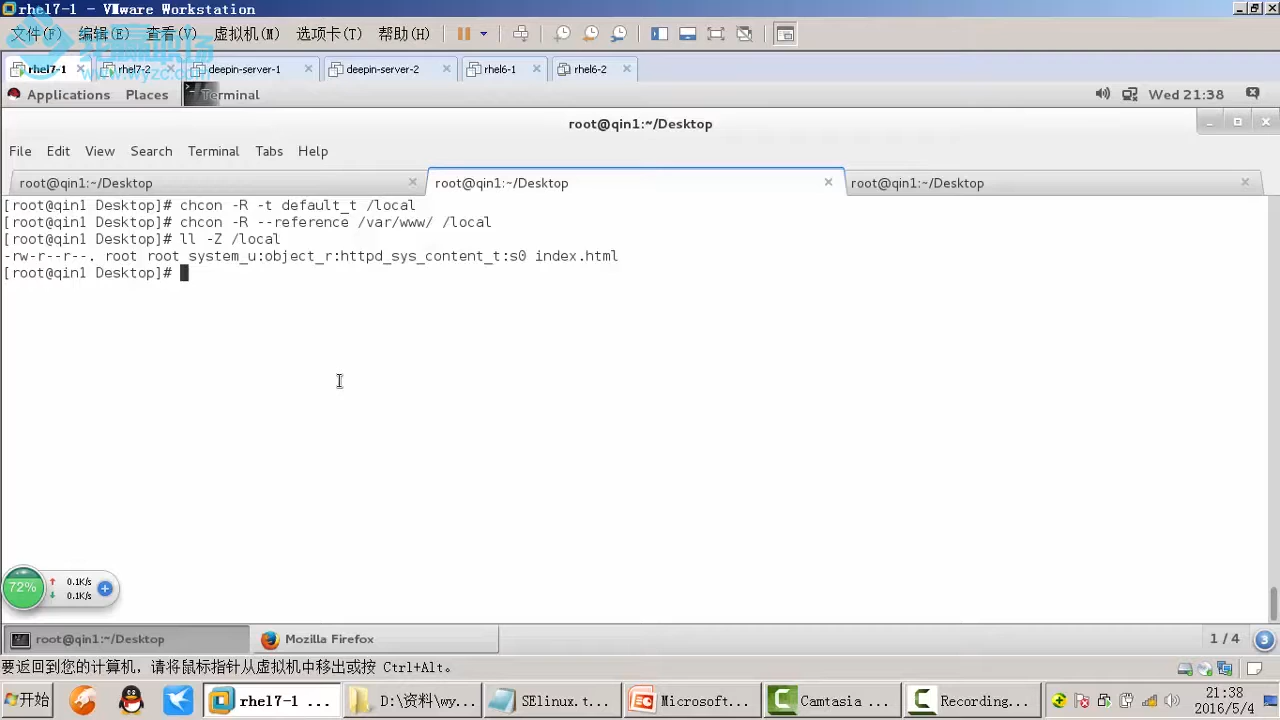 rhel7-1 - VMware Workstation
文件(F) 编辑(E) 查看(V) 虚拟机(M) 选项卡(T) 帮助(H)
www.wyzc.com
rhel7-1 rhel7-2 deepin-server-1 deepin-server-2 rhel6-1 rhel6-2
Applications Places Terminal Wed 21:38
root@qin1:~/Desktop
File Edit View Search Terminal Tabs Help
root@qin1:~/Desktop root@qin1:~/Desktop root@qin1:~/Desktop
[root@qin1 Desktop]# chcon -R -t default_t /local
[root@qin1 Desktop]# chcon -R --reference /var/www/ /local
[root@qin1 Desktop]# ll -Z /local
-rw-r--r--. root root system_u:object_r:httpd_sys_content_t:s0 index.html
[root@qin1 Desktop]#
72% 0.1K/s
0.1K/s
root@qin1:~/Desktop Mozilla Firefox 1 / 4 3
要返回到您的计算机，请将鼠标指针从虚拟机中移出或按 Ctrl+Alt。
开始 rhel7-1 ... D:\资料\wy... SElinux.t... Microsoft... Camtasia ... Recording... 21:38
2016/5/4